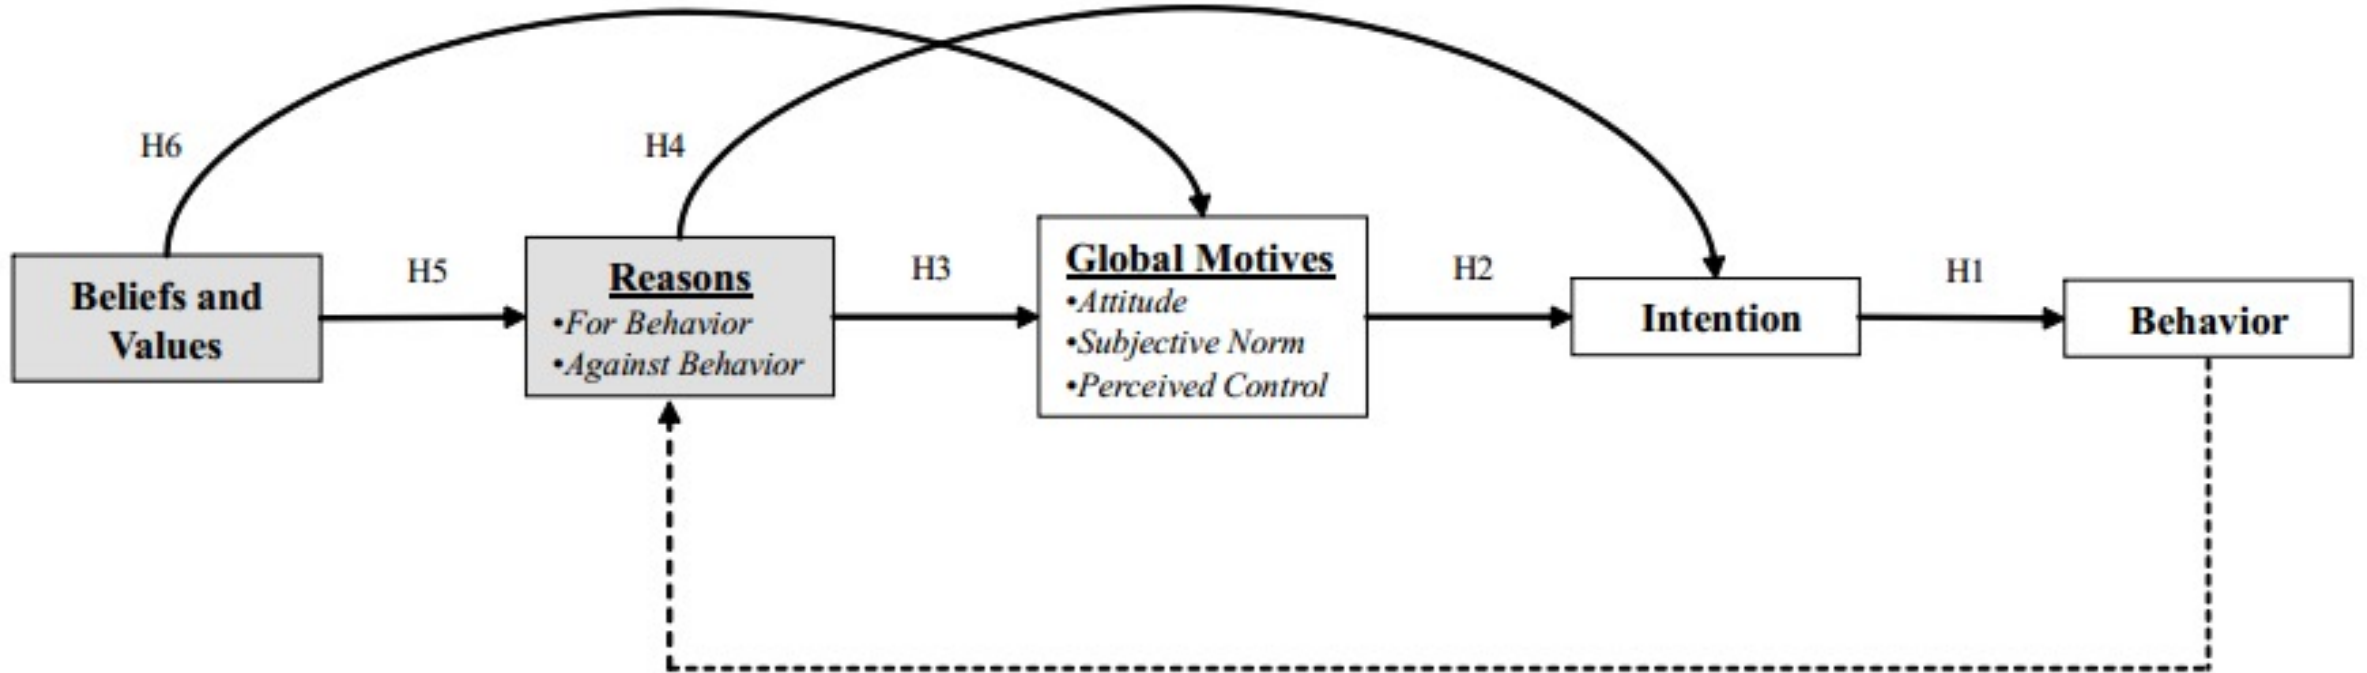 H6
H4
H5
H3
H2
H1
Beliefs and
Values
Reasons
•For Behavior
•Against Behavior
Global Motives
•Attitude
•Subjective Norm
•Perceived Control
Intention
Behavior